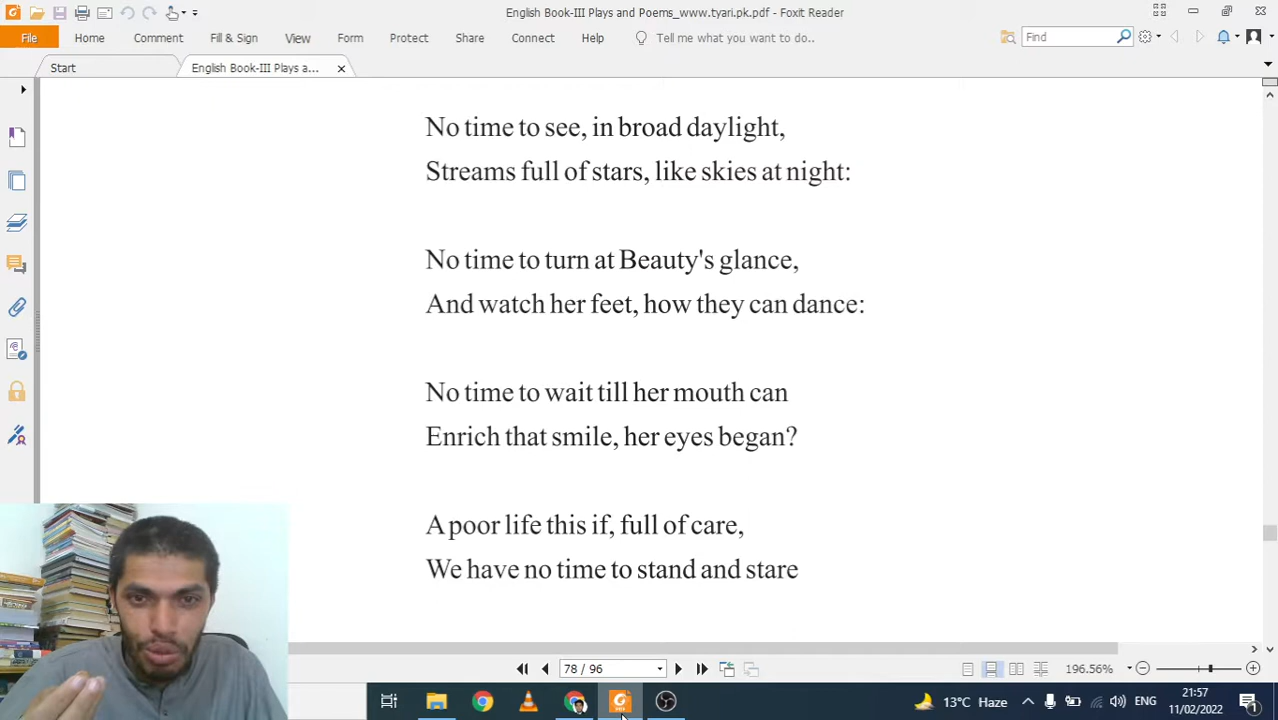 English Book-III Plays and Poems_www.tyari.pk.pdf - Foxit Reader
File Home Comment Fill & Sign View Form Protect Share Connect Help Tell me what you want to do.. Find
Start English Book-III Plays a...
No time to see, in broad daylight,
Streams full of stars, like skies at night:
No time to turn at Beauty's glance,
And watch her feet, how they can dance:
No time to wait till her mouth can
Enrich that smile, her eyes began?
A poor life this if, full of care,
We have no time to stand and stare
78 / 96 196.56%
13°C Haze ENG 21:57
11/02/2022